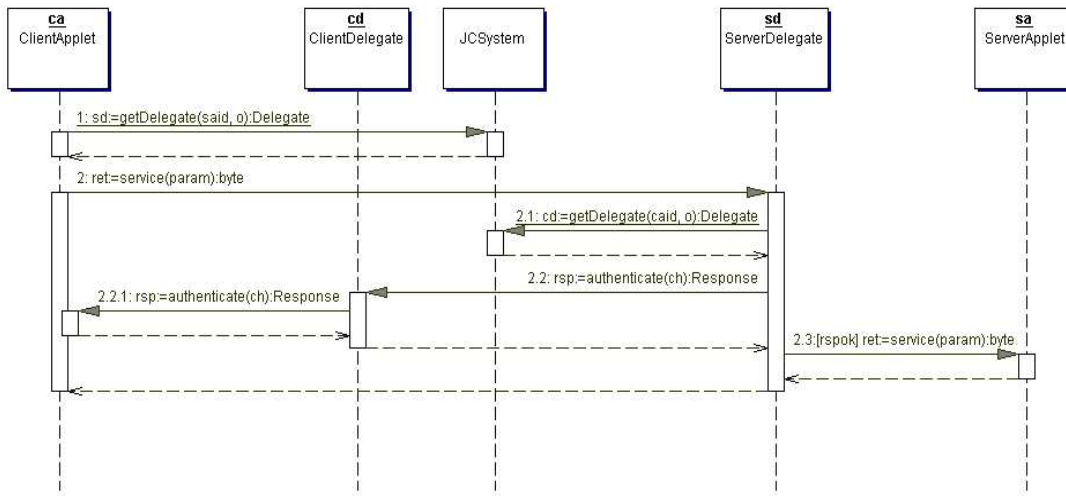 ca
ClientApplet
cd
ClientDelegate
JCSystem
sd
ServerDelegate
sa
ServerApplet
1: sd:=getDelegate(said, o):Delegate
2: ret:=service(param):byte
2.1: cd:=getDelegate(caid, o):Delegate
2.2: rsp:=authenticate(ch):Response
2.2.1: rsp:=authenticate(ch):Response
2.3:[rspok] ret:=service(param):byte